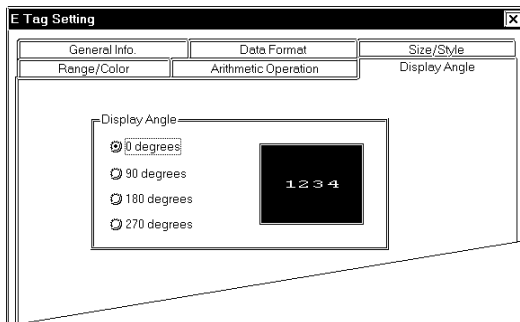 E Tag Setting
General Info. Data Format Size/Style
Range/Color Arithmetic Operation Display Angle
Display Angle
0 degrees
90 degrees
1234
180 degrees
270 degrees